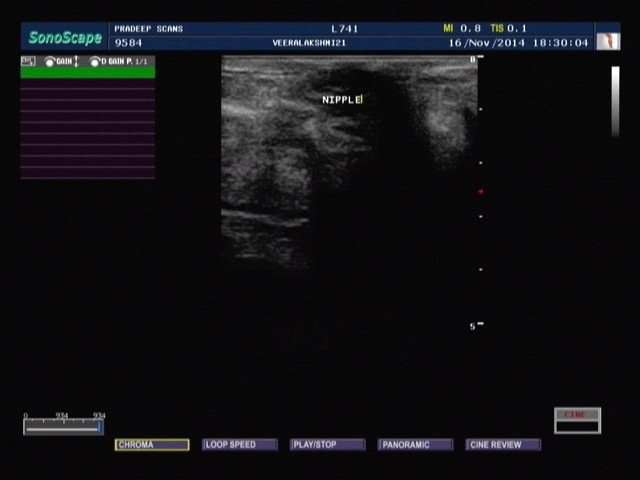 SonoScape
PRADEEP SCANS
L741
MI 0.8 TIS 0.1
9584
VEERALAKSHMI21
16/Nov/2014 18:30:04
GAIN
D GAIN P. 1/1
0
NIPPLE
5
0 934 934
CINE
CHROMA
LOOP SPEED
PLAY/STOP
PANORAMIC
CINE REVIEW